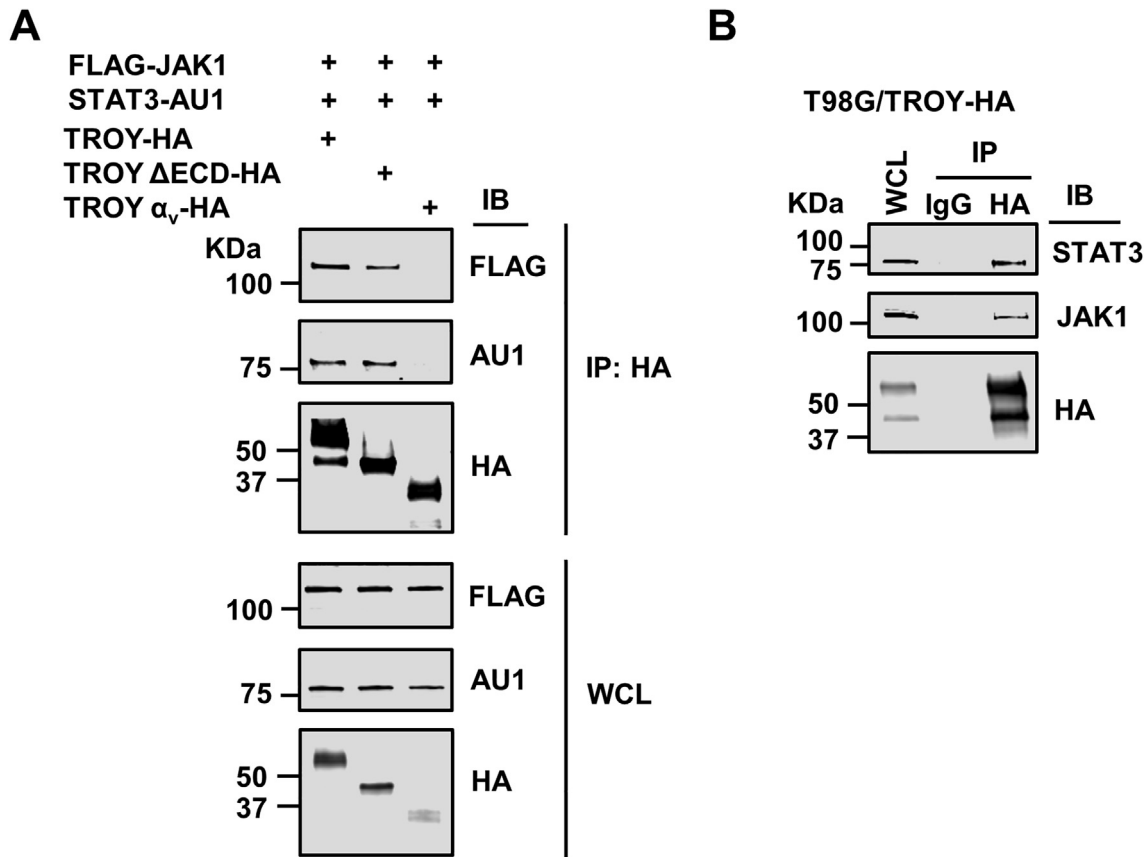 A
FLAG-JAK1 + + +
STAT3-AU1 + + +
TROY-HA +
TROY ΔECD-HA +
TROY αv-HA +
IB
KDa
100
FLAG
75
AU1
50
37
HA
IP: HA
100
FLAG
75
AU1
50
37
HA
WCL
B
T98G/TROY-HA
IP
WCL IgG HA
KDa
IB
100
75
STAT3
100
JAK1
50
37
HA